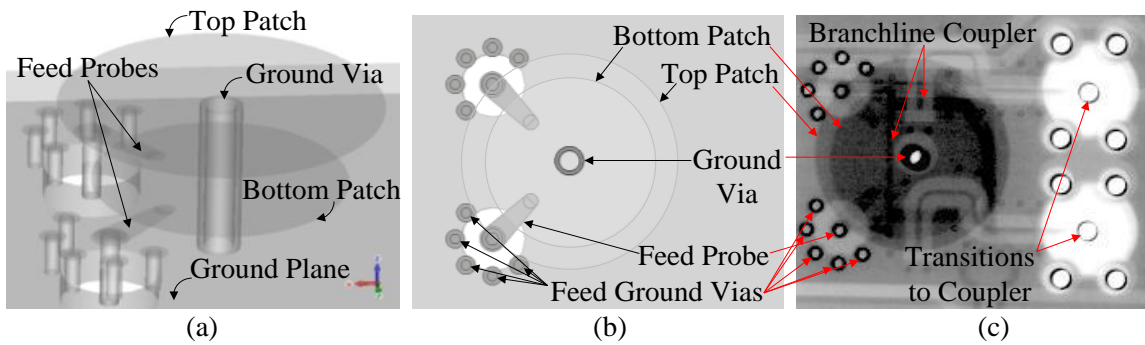 Top Patch
Feed Probes
Ground Via
Bottom Patch
Ground Plane
(a)
Bottom Patch
Top Patch
Ground
Via
Feed Probe
Feed Ground Vias
(b)
Branchline Coupler
Transitions
to Coupler
(c)